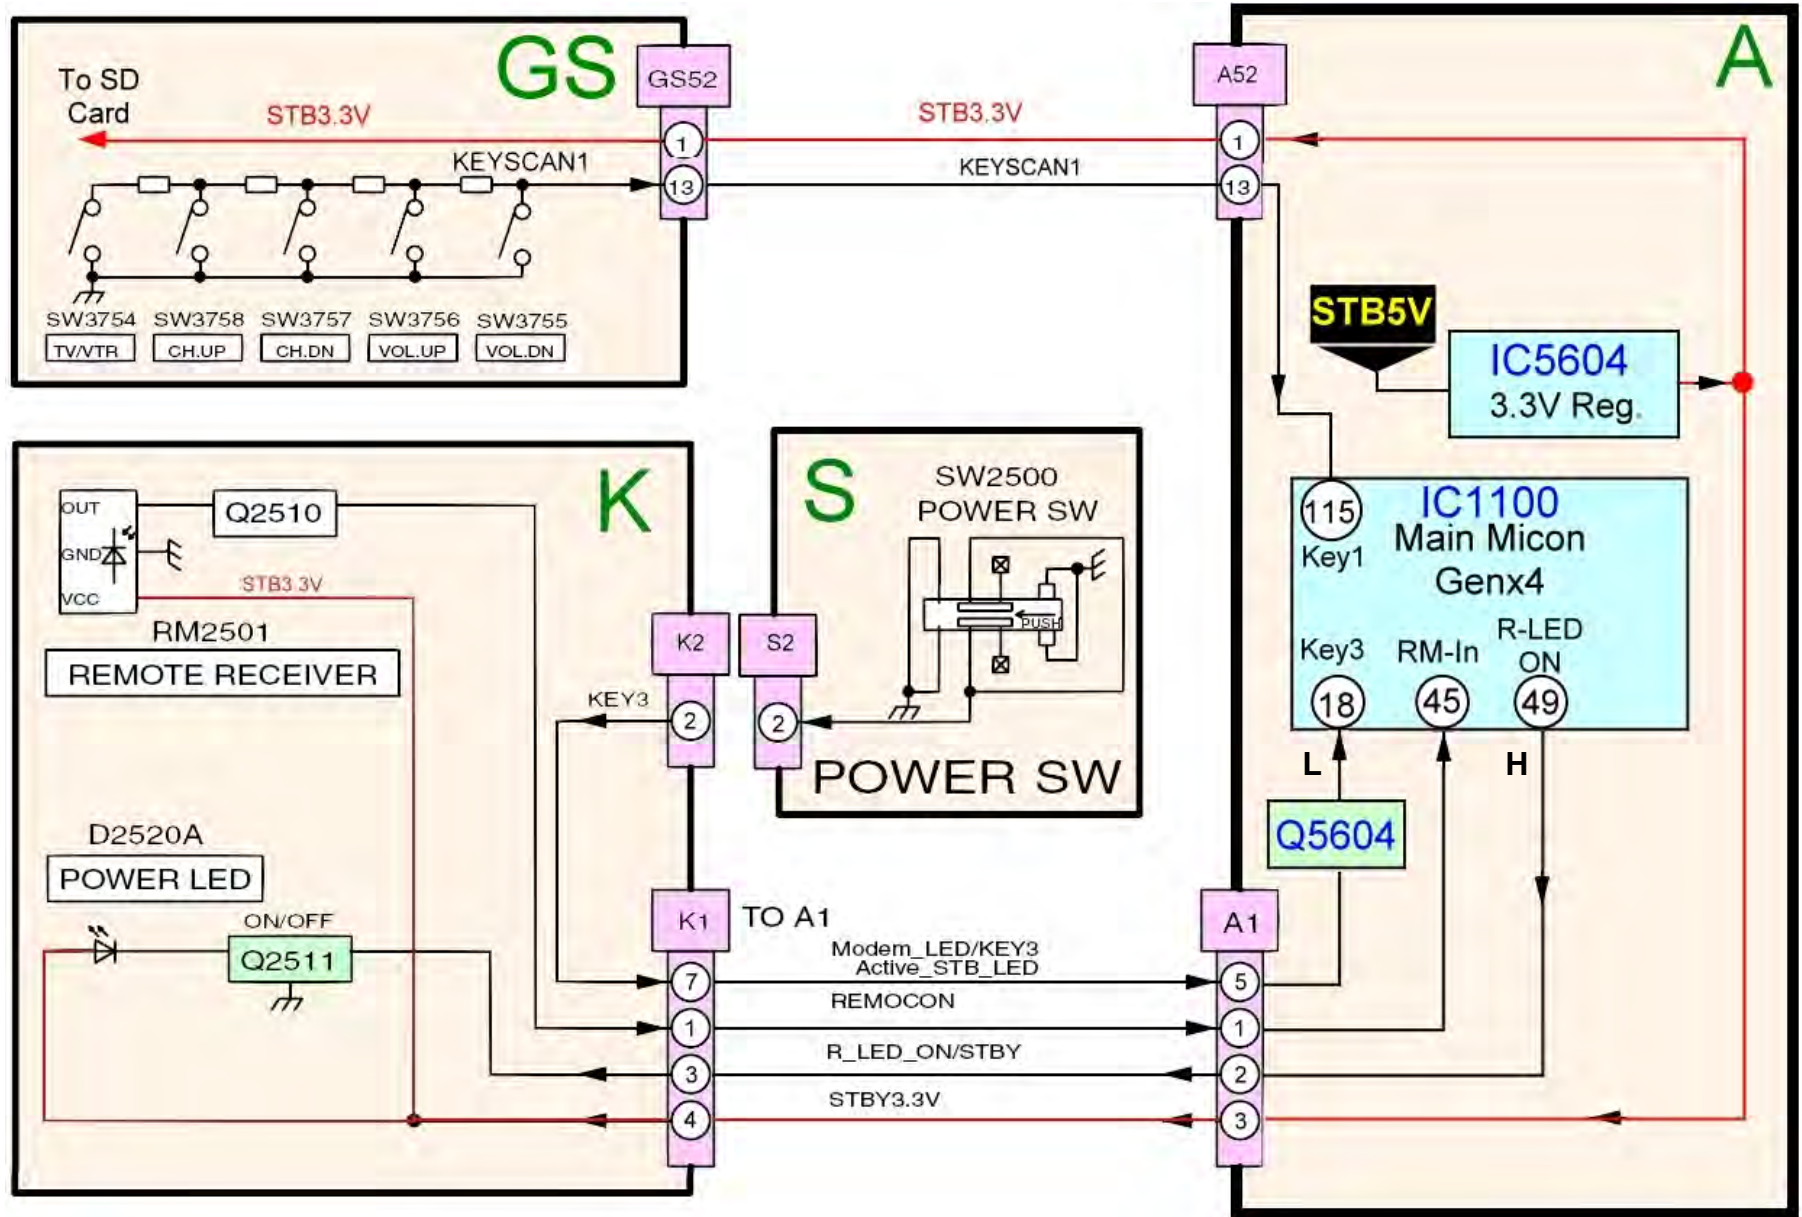 GS
GS52
A52
A
To SD
Card
STB3.3V
STB3.3V
1
1
KEYSCAN1
KEYSCAN1
13
13
SW3754
SW3758
SW3757
SW3756
SW3755
TV/VTR
CH.UP
CH.DN
VOL.UP
VOL.DN
STB5V
IC5604
3.3V Reg.
K
OUT
GND
VCC
Q2510
STB3.3V
RM2501
REMOTE RECEIVER
K2
KEY3
2
S
SW2500
POWER SW
PUSH
S2
2
POWER SW
115
Key1
IC1100
Main Micon
Genx4
Key3
RM-In
R-LED
ON
18
45
49
L
H
Q5604
D2520A
POWER LED
ON/OFF
Q2511
K1
TO A1
A1
Modem_LED/KEY3
Active_STB_LED
7
5
REMOCON
1
1
R_LED_ON/STBY
3
2
STBY3.3V
4
3